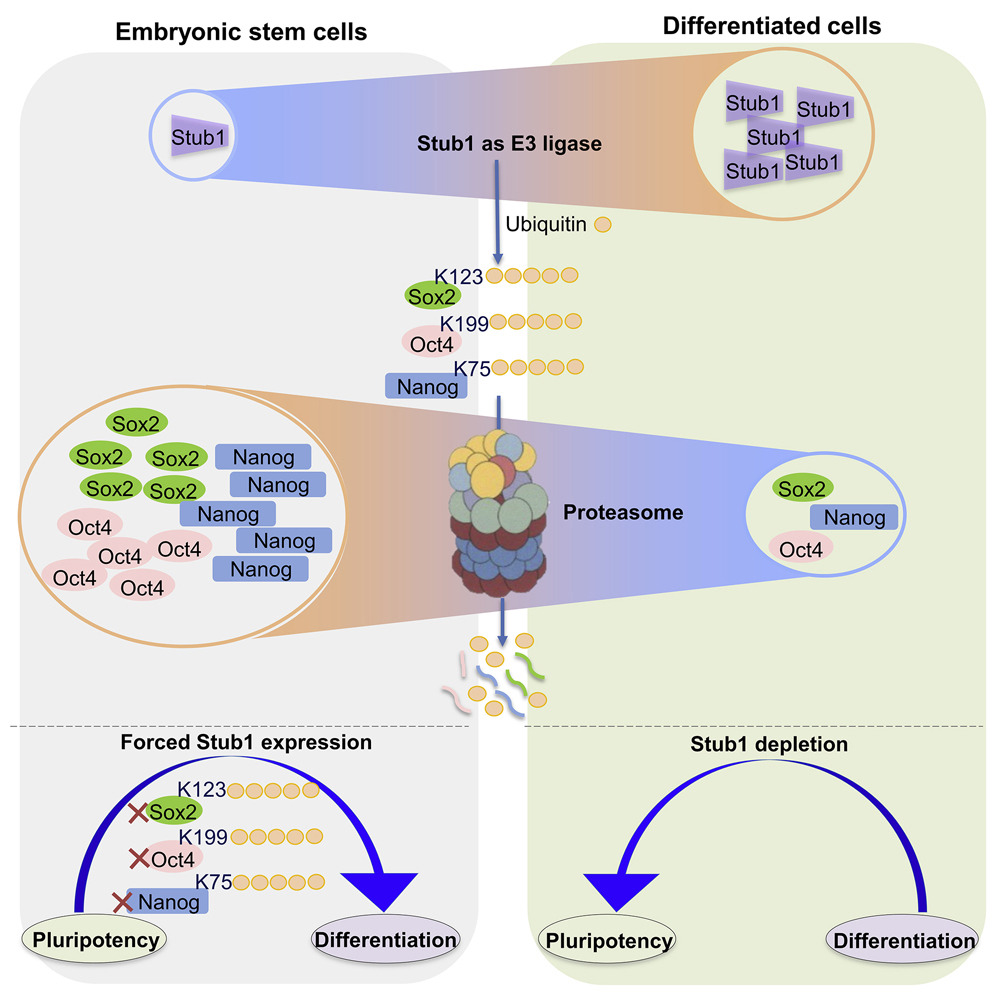 Embryonic stem cells
Differentiated cells
Stub1
Stub1 as E3 ligase
Stub1
Stub1
Stub1
Stub1
Stub1
Ubiquitin
K123
Sox2
K199
Oct4
K75
Nanog
Sox2
Sox2
Sox2
Sox2
Sox2
Nanog
Nanog
Nanog
Nanog
Nanog
Oct4
Oct4
Oct4
Oct4
Oct4
Proteasome
Sox2
Nanog
Oct4
Forced Stub1 expression
K123
Sox2
K199
Oct4
K75
Nanog
Pluripotency
Differentiation
Stub1 depletion
Pluripotency
Differentiation